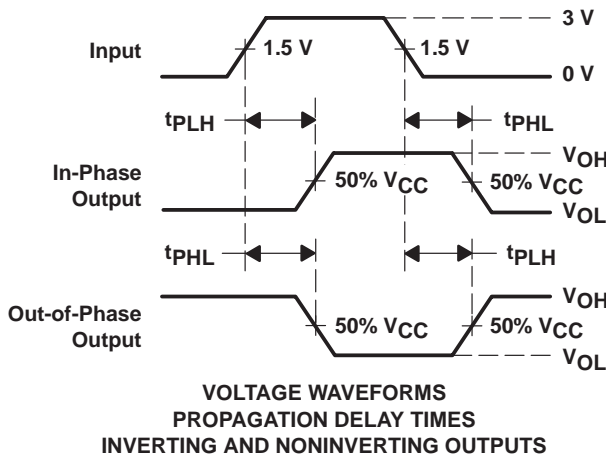 3 V
Input
1.5 V
1.5 V
0 V
tPLH
tPHL
In-Phase
Output
VOH
50% VCC
50% VCC
VOL
tPHL
tPLH
Out-of-Phase
Output
VOH
50% VCC
50% VCC
VOL
VOLTAGE WAVEFORMS
PROPAGATION DELAY TIMES
INVERTING AND NONINVERTING OUTPUTS